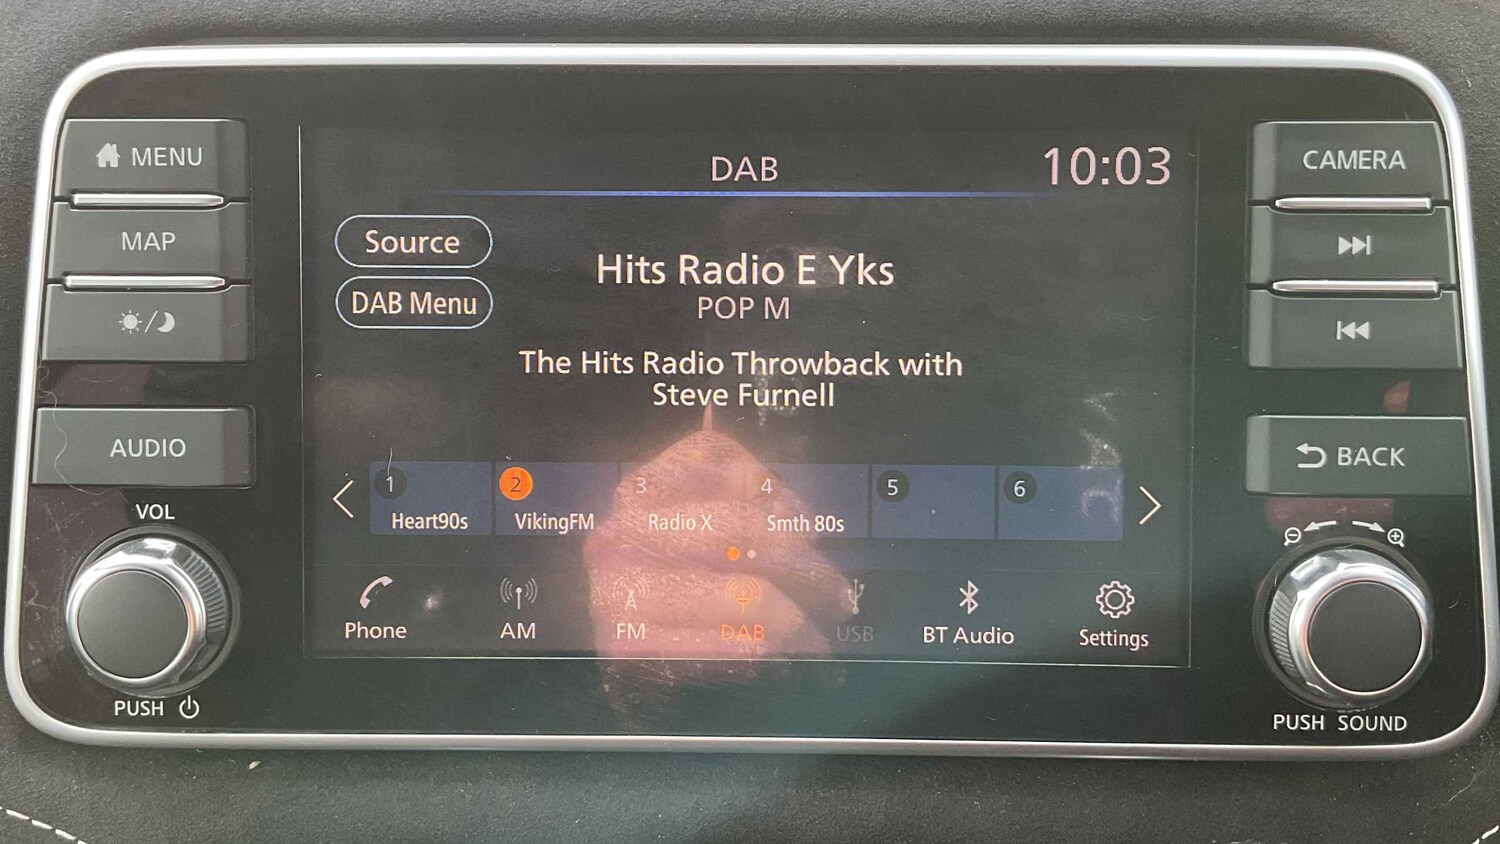 MENU
MAP
AUDIO
VOL
PUSH
DAB
10:03
Source
DAB Menu
Hits Radio E Yks
POP M
The Hits Radio Throwback with
Steve Furnell
1 2 3 4 5 6
Heart90s VikingFM Radio X Smth 80s
Phone AM FM DAB USB BT Audio Settings
A
CAMERA
BACK
PUSH SOUND